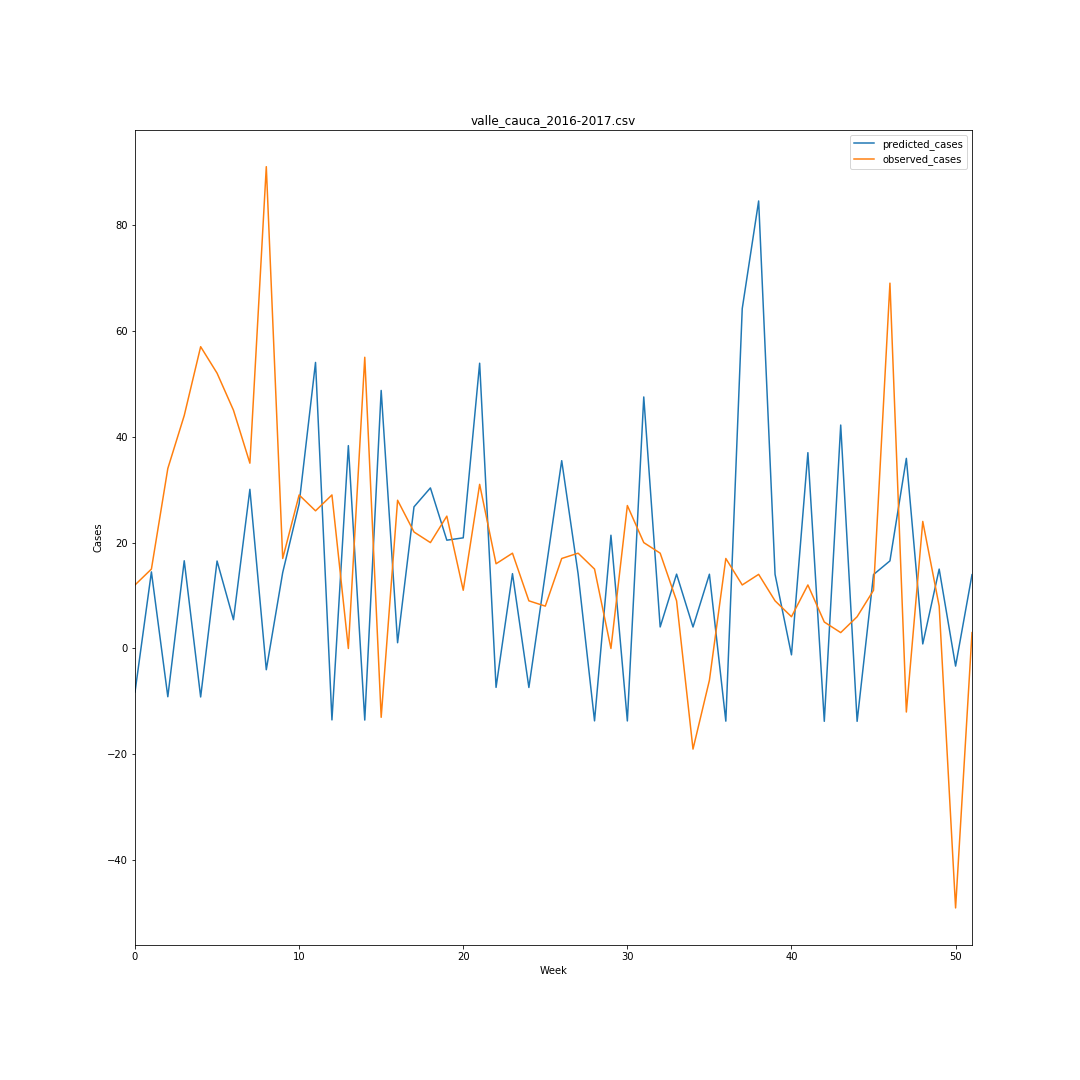 valle_cauca_2016-2017.csv
predicted_cases
observed_cases
80
60
40
20
0
−20
−40
Cases
0 10 20 30 40 50
Week